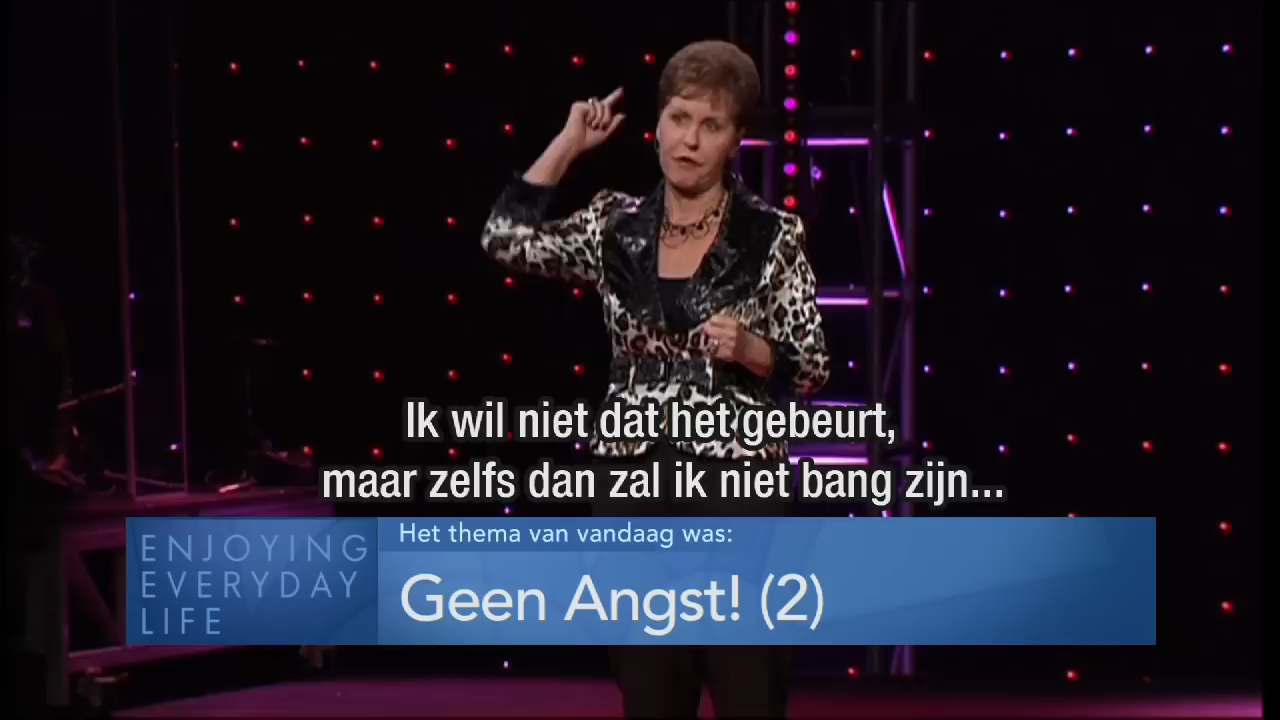 Ik wil niet dat het gebeurt,
maar zelfs dan zal ik niet bang zijn...
Het thema van vandaag was:
ENJOYING
EVERYDAY
LIFE
Geen Angst! (2)